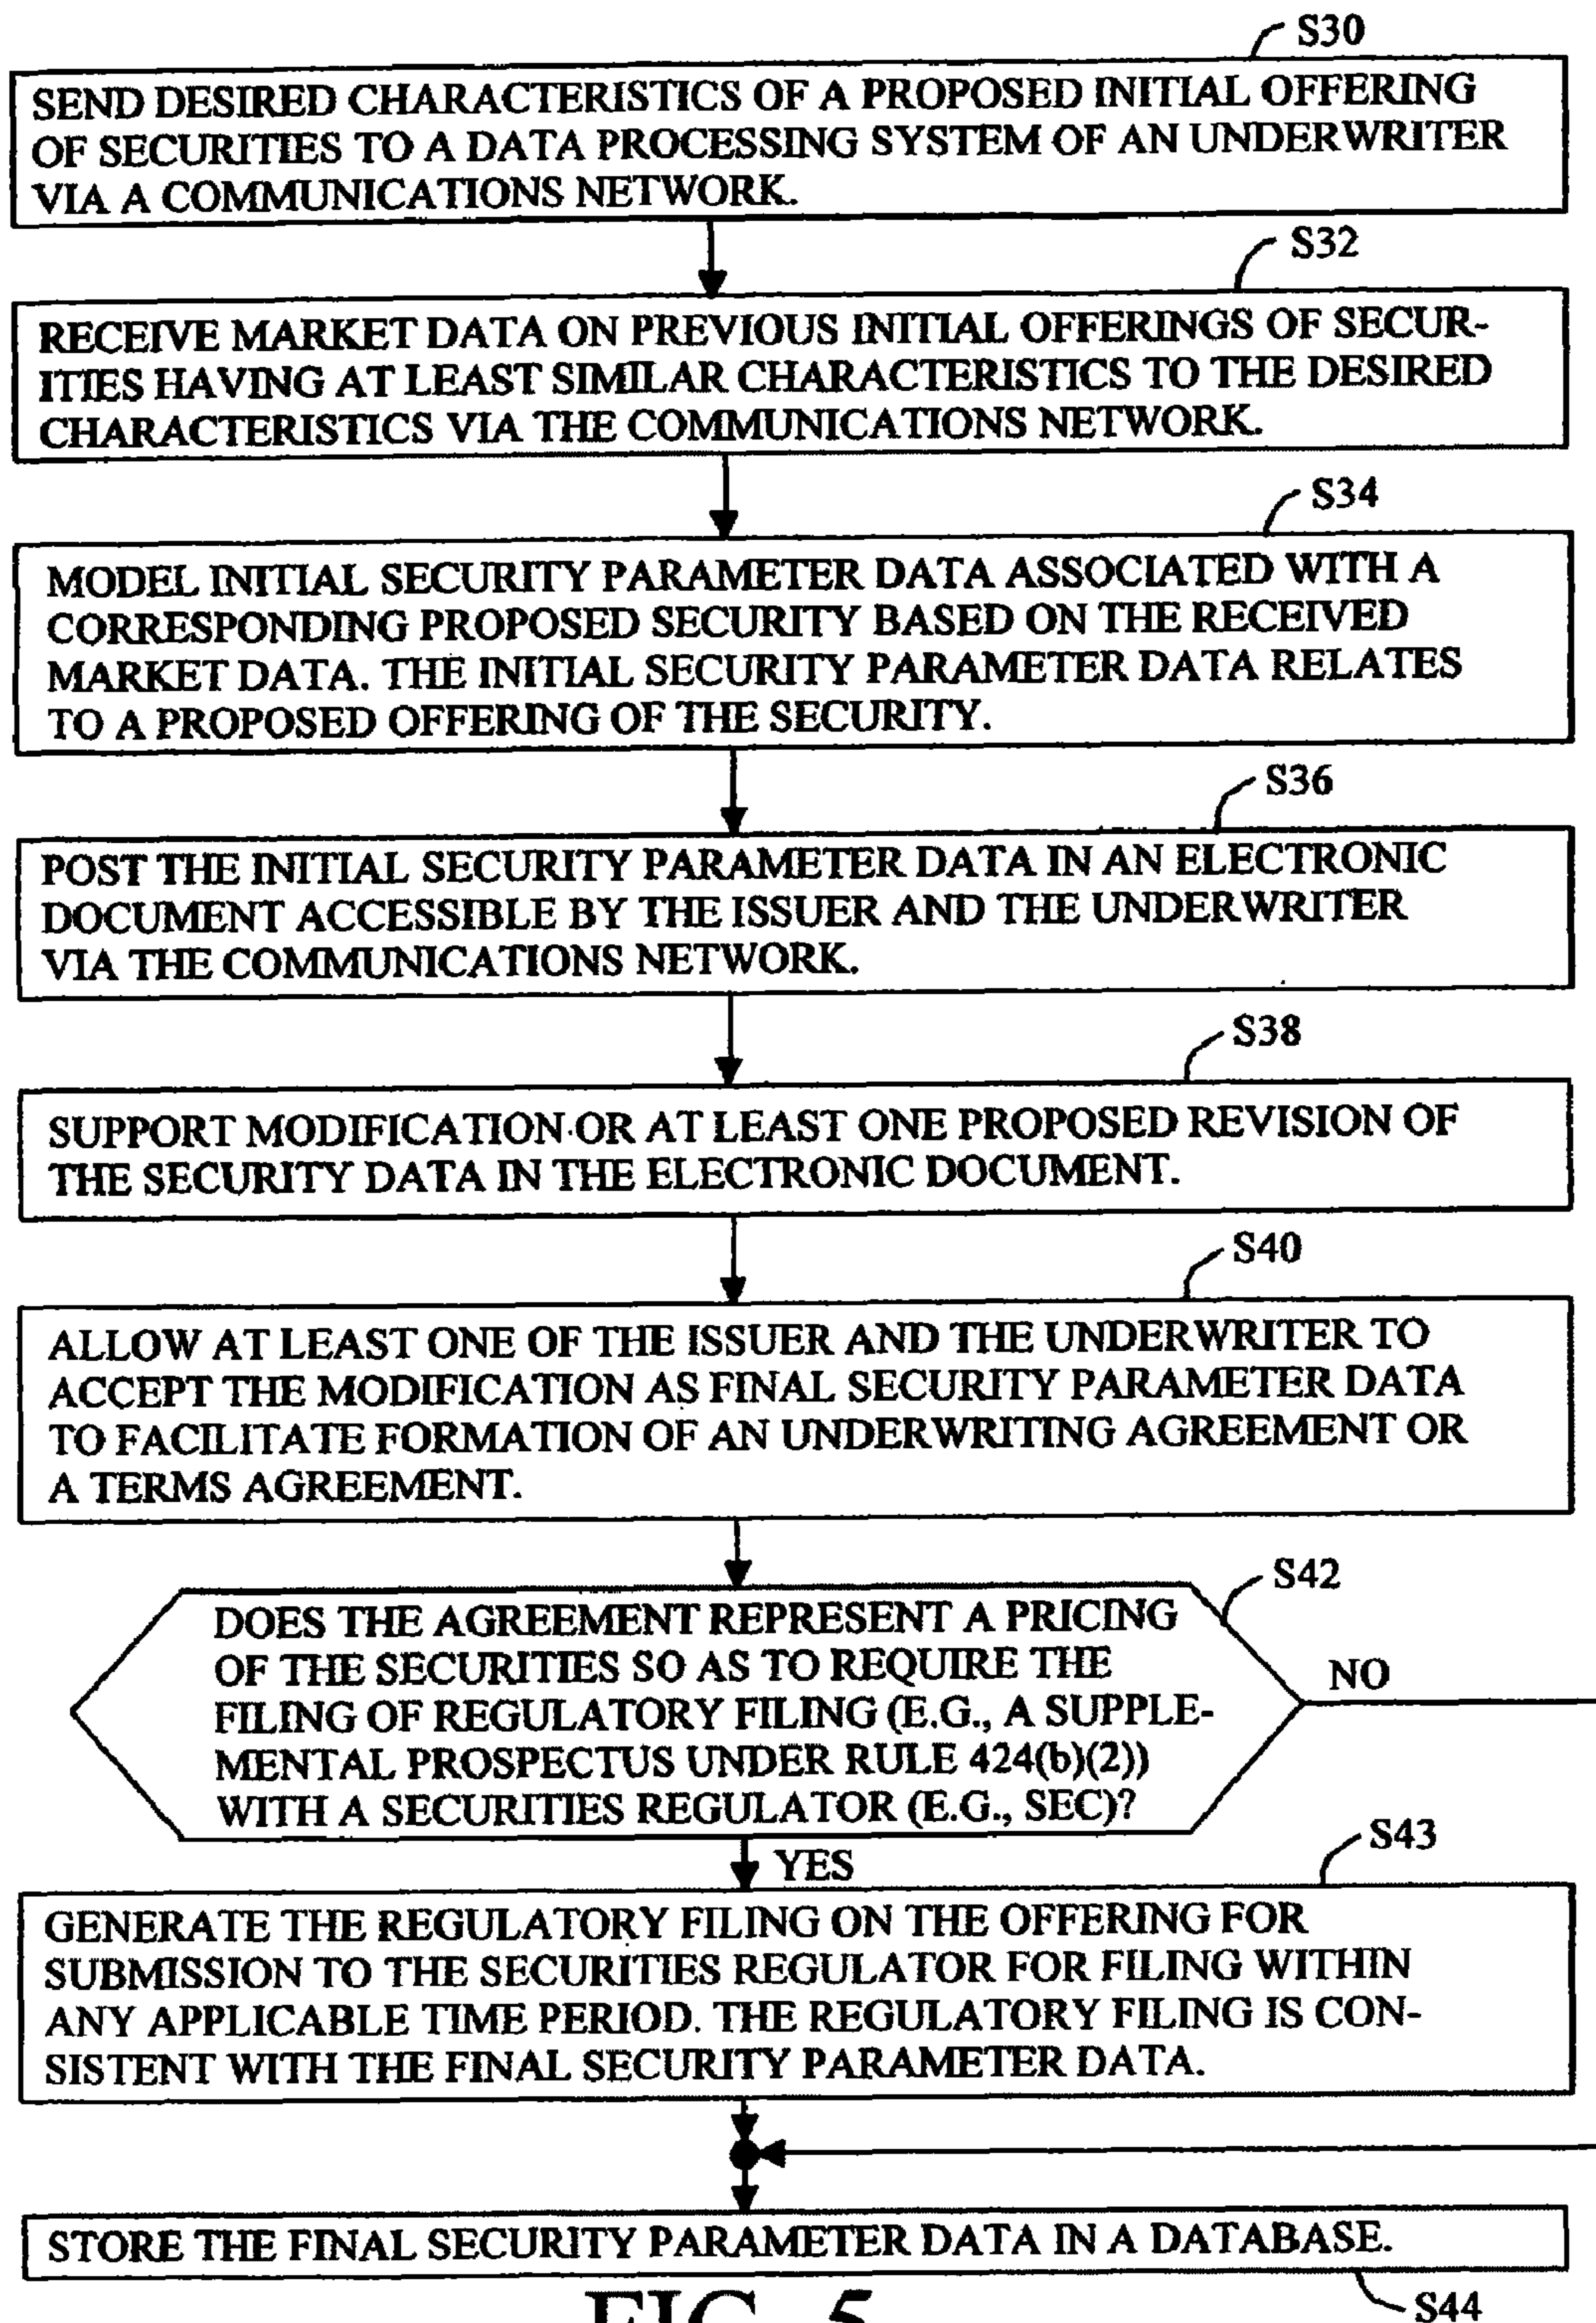 S30
SEND DESIRED CHARACTERISTICS OF A PROPOSED INITIAL OFFERING
OF SECURITIES TO A DATA PROCESSING SYSTEM OF AN UNDERWRITER
VIA A COMMUNICATIONS NETWORK.
S32
RECEIVE MARKET DATA ON PREVIOUS INITIAL OFFERINGS OF SECUR-
ITIES HAVING AT LEAST SIMILAR CHARACTERISTICS TO THE DESIRED
CHARACTERISTICS VIA THE COMMUNICATIONS NETWORK.
S34
MODEL INITIAL SECURITY PARAMETER DATA ASSOCIATED WITH A
CORRESPONDING PROPOSED SECURITY BASED ON THE RECEIVED
MARKET DATA. THE INITIAL SECURITY PARAMETER DATA RELATES
TO A PROPOSED OFFERING OF THE SECURITY.
S36
POST THE INITIAL SECURITY PARAMETER DATA IN AN ELECTRONIC
DOCUMENT ACCESSIBLE BY THE ISSUER AND THE UNDERWRITER
VIA THE COMMUNICATIONS NETWORK.
S38
SUPPORT MODIFICATION OR AT LEAST ONE PROPOSED REVISION OF
THE SECURITY DATA IN THE ELECTRONIC DOCUMENT.
S40
ALLOW AT LEAST ONE OF THE ISSUER AND THE UNDERWRITER TO
ACCEPT THE MODIFICATION AS FINAL SECURITY PARAMETER DATA
TO FACILITATE FORMATION OF AN UNDERWRITING AGREEMENT OR
A TERMS AGREEMENT.
S42
DOES THE AGREEMENT REPRESENT A PRICING
OF THE SECURITIES SO AS TO REQUIRE THE
FILING OF REGULATORY FILING (E.G., A SUPPLE-
MENTAL PROSPECTUS UNDER RULE 424(b)(2))
WITH A SECURITIES REGULATOR (E.G., SEC)?
NO
YES
S43
GENERATE THE REGULATORY FILING ON THE OFFERING FOR
SUBMISSION TO THE SECURITIES REGULATOR FOR FILING WITHIN
ANY APPLICABLE TIME PERIOD. THE REGULATORY FILING IS CON-
SISTENT WITH THE FINAL SECURITY PARAMETER DATA.
STORE THE FINAL SECURITY PARAMETER DATA IN A DATABASE.
S44
FIG. 5